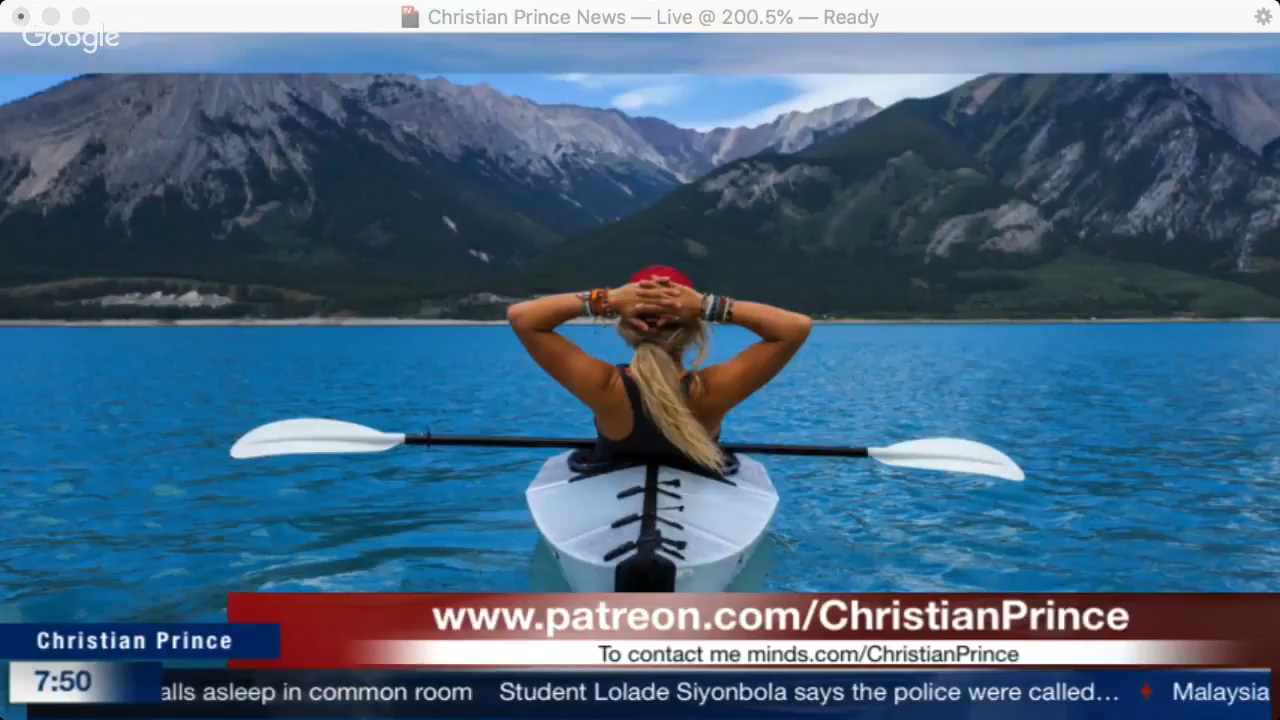 Christian Prince News — Live @ 200.5% — Ready
Google
www.patreon.com/ChristianPrince
Christian Prince
To contact me minds.com/ChristianPrince
7:50
alls asleep in common room Student Lolade Siyonbola says the police were called... Malaysia